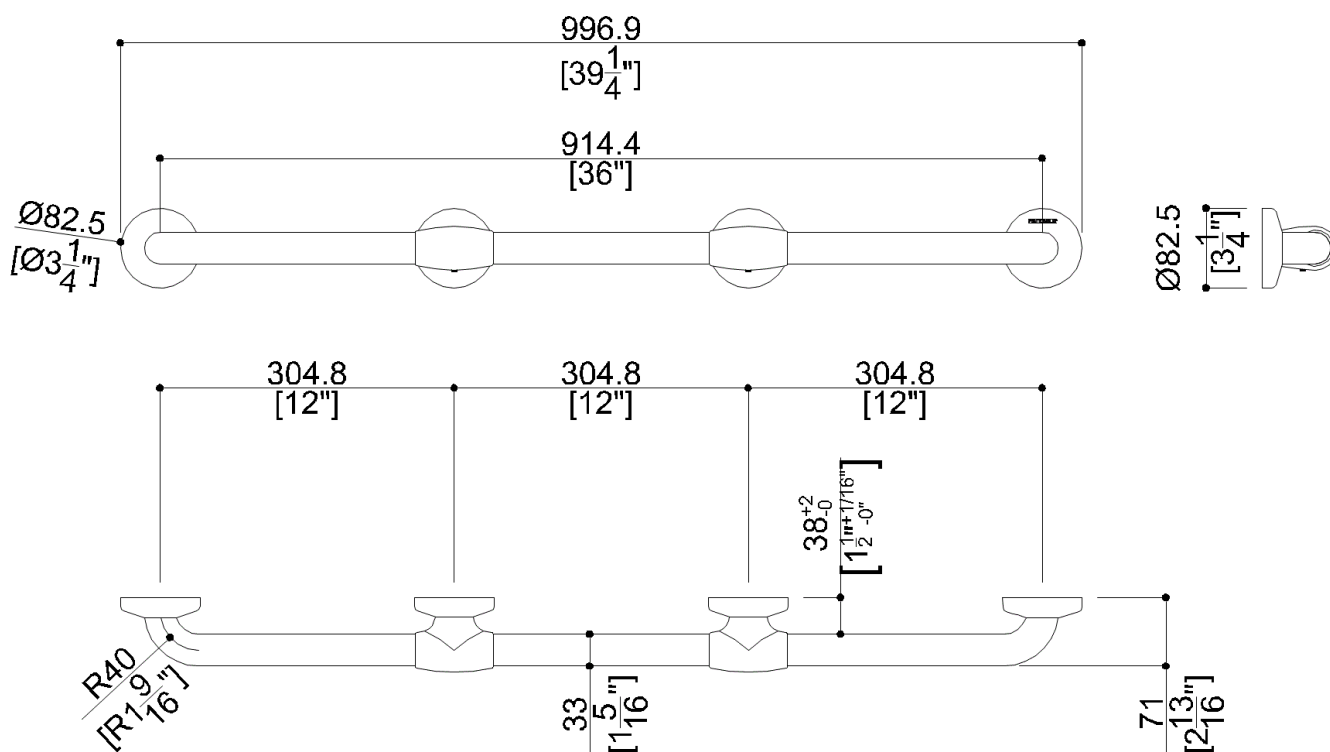 996.9
[39 1/4"]
914.4
[36"]
Ø82.5
[Ø3 1/4"]
Ø82.5
[3 1/4"]
304.8
[12"]
304.8
[12"]
304.8
[12"]
38 +2 -0
[1 1/2" +1/16" -0"]
R40
[R1 9/16"]
33
[1 5/16"]
71
[2 13/16"]